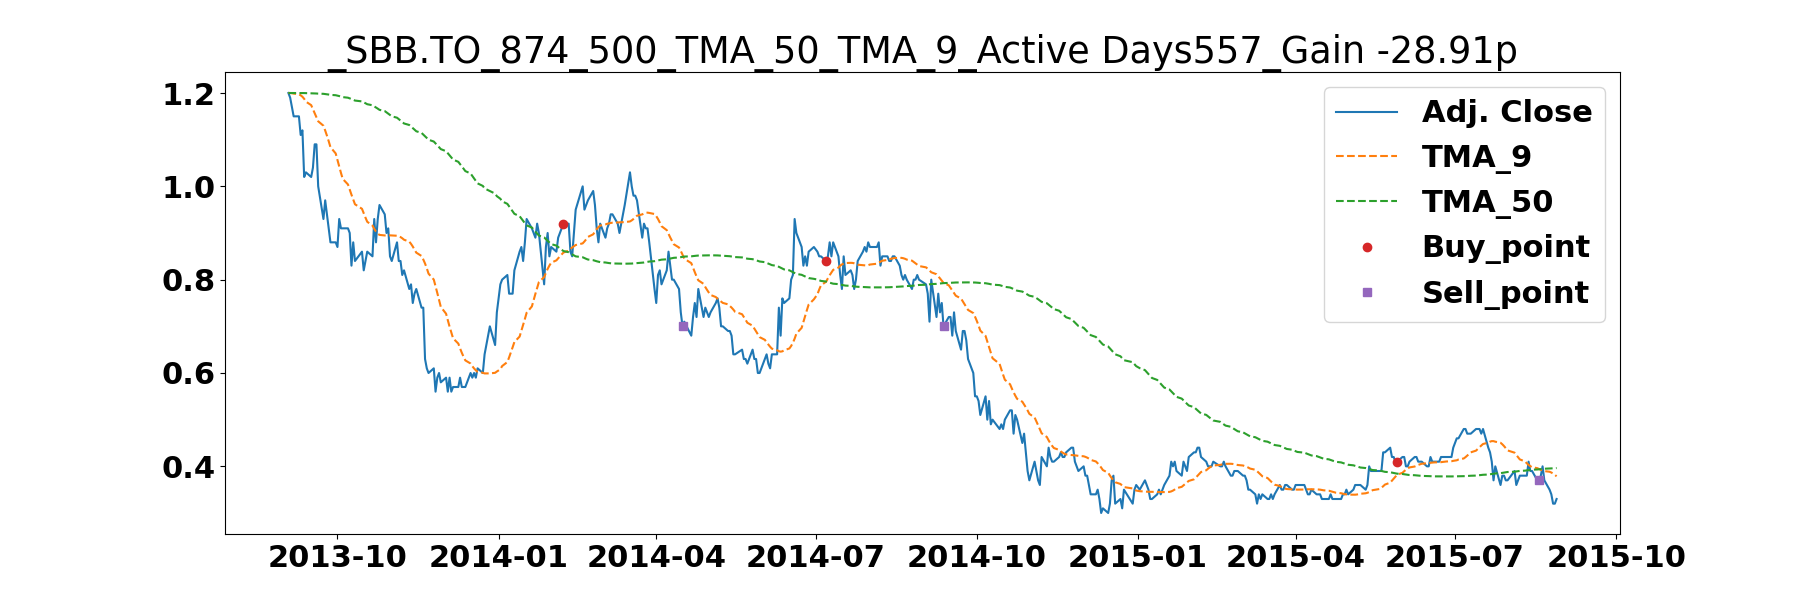 _SBB.TO_874_500_TMA_50_TMA_9_Active Days557_Gain -28.91p
1.2
1.0
0.8
0.6
0.4
Adj. Close
TMA_9
TMA_50
Buy_point
Sell_point
2013-10 2014-01 2014-04 2014-07 2014-10 2015-01 2015-04 2015-07 2015-10